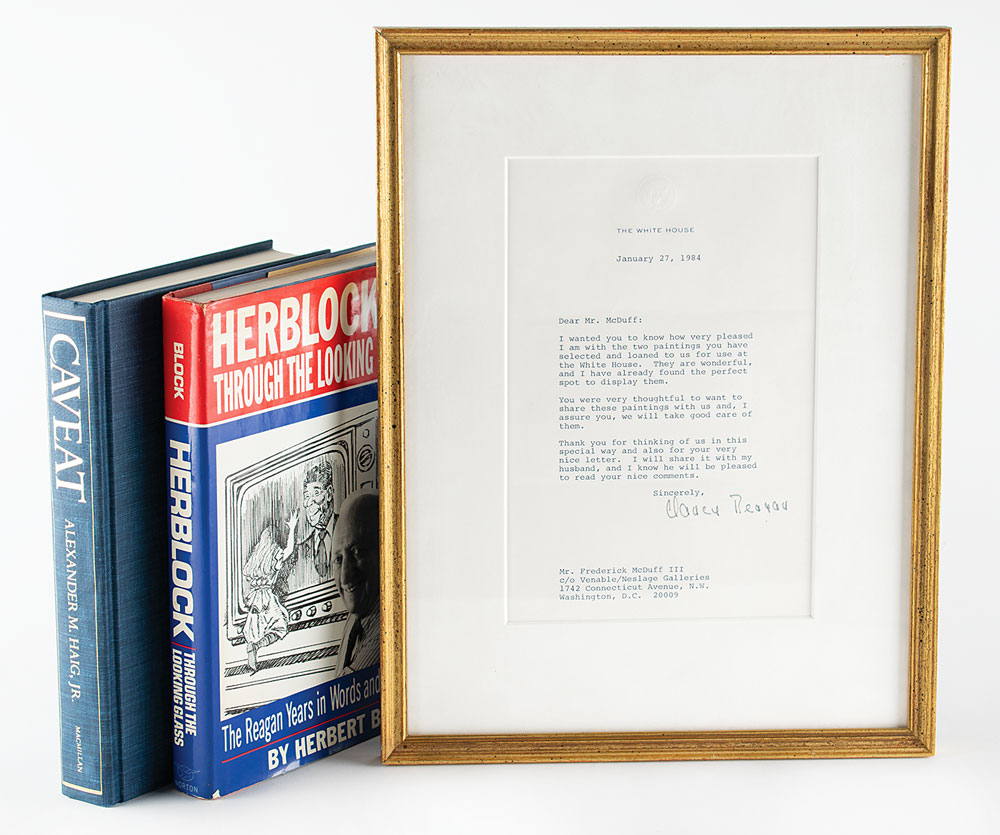 CAVEAT
ALEXANDER M. HAIG, JR.
MACMILLAN
BLOCK
HERBLOCK
THROUGH THE
LOOKING GLASS
NORTON
HERBLOCK
THROUGH THE LOOKING
The Reagan Years in Words and
BY HERBERT B
THE WHITE HOUSE
January 27, 1984
Dear Mr. McDuff:
I wanted you to know how very pleased
I am with the two paintings you have
selected and loaned to us for use at
the White House. They are wonderful,
and I have already found the perfect
spot to display them.
You were very thoughtful to want to
share these paintings with us and, I
assure you, we will take good care of
them.
Thank you for thinking of us in this
special way and also for your very
nice letter. I will share it with my
husband, and I know he will be pleased
to read your nice comments.
Sincerely,
Nancy Reagan
Mr. Frederick McDuff III
c/o Venable/Neslage Galleries
1742 Connecticut Avenue, N.W.
Washington, D.C. 20009